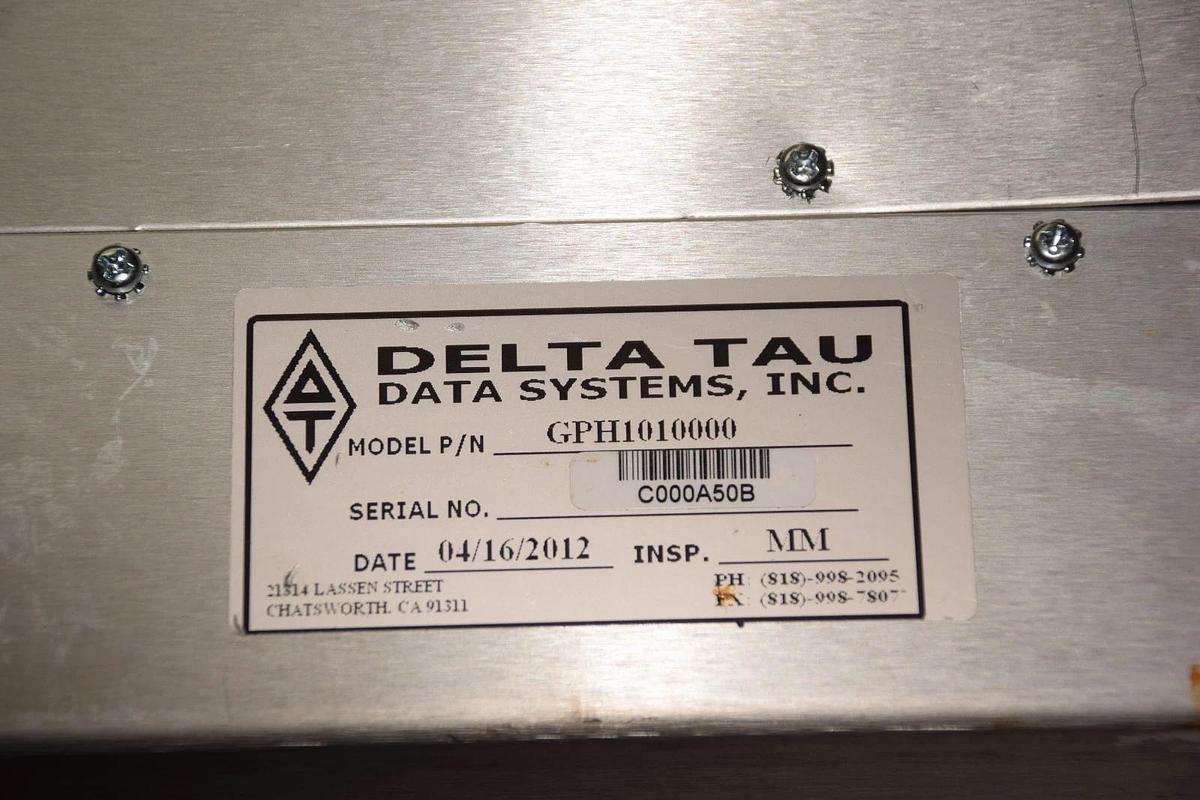 DELTA TAU
DATA SYSTEMS, INC.
MODEL P/N GPH1010000
C000A50B
SERIAL NO.
DATE 04/16/2012 INSP. MM
21314 LASSEN STREET
CHATSWORTH. CA 91311
PH: (818)-998-2095
FX: (818)-998-7807